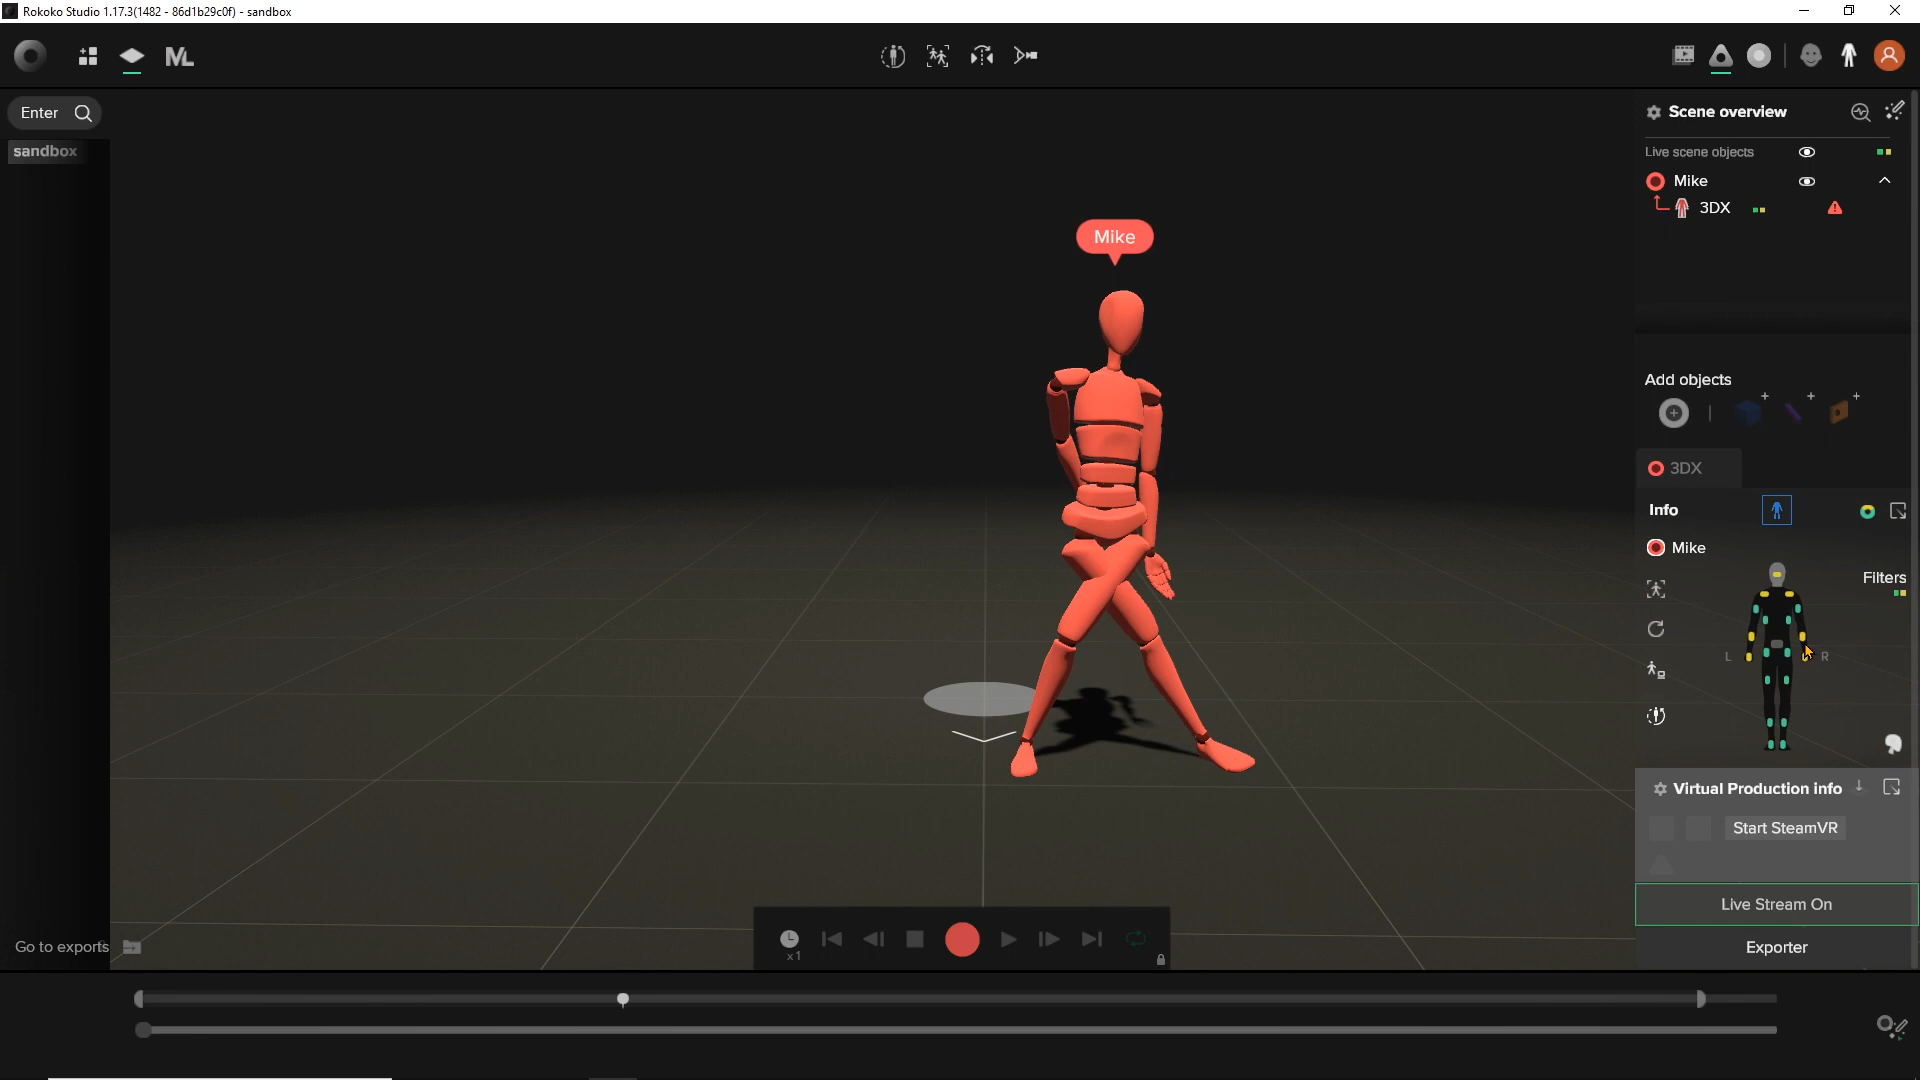 Rokoko Studio 1.17.3(1482 - 86d1b29c0f) - sandbox
ML
Enter
sandbox
Scene overview
Live scene objects
Mike
3DX
Mike
Add objects
3DX
Info
Mike
Filters
L
R
Virtual Production info
Start SteamVR
Live Stream On
Exporter
x1
Go to exports